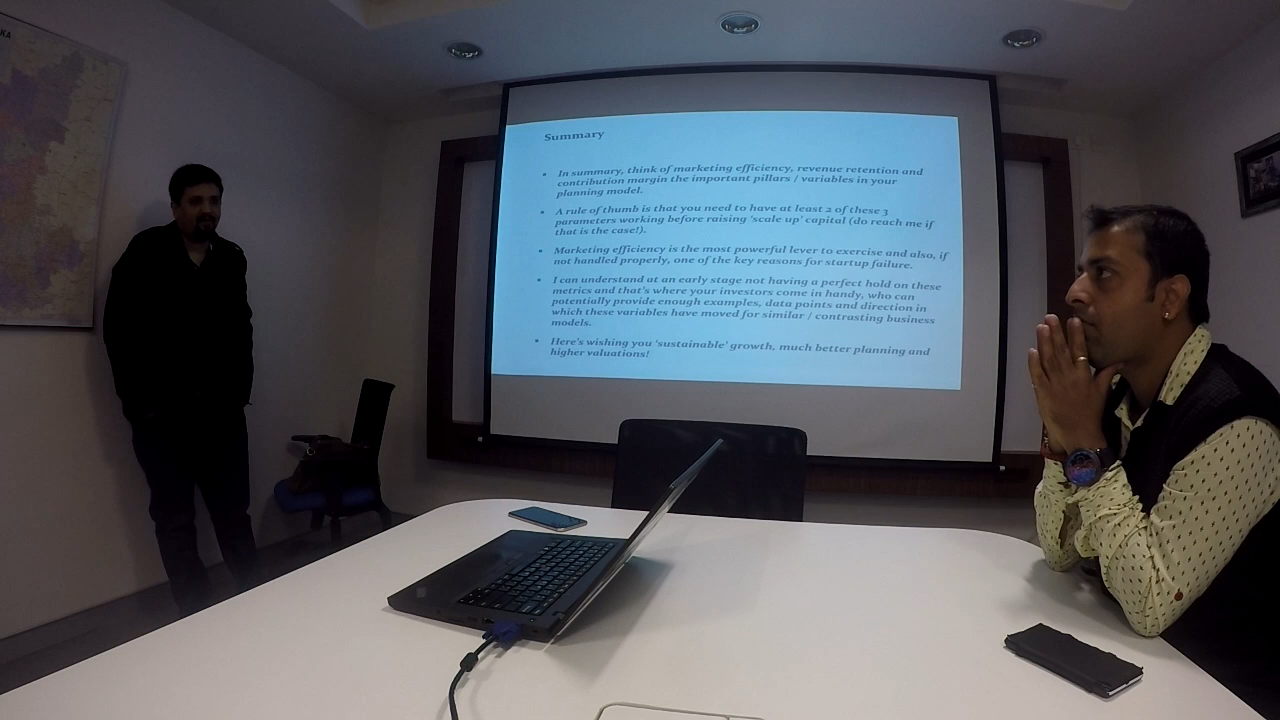 KA
Summary
In summary, think of marketing efficiency, revenue retention and
contribution margin the important pillars / variables in your
planning model.
A rule of thumb is that you need to have at least 2 of these 3
parameters working before raising 'scale up' capital (do reach me if
that is the case!).
Marketing efficiency is the most powerful lever to exercise and also, if
not handled properly, one of the key reasons for startup failure.
I can understand at an early stage not having a perfect hold on these
metrics and that's where your investors come in handy, who can
potentially provide enough examples, data points and direction in
which these variables have moved for similar / contrasting business
models.
Here's wishing you 'sustainable' growth, much better planning and
higher valuations!